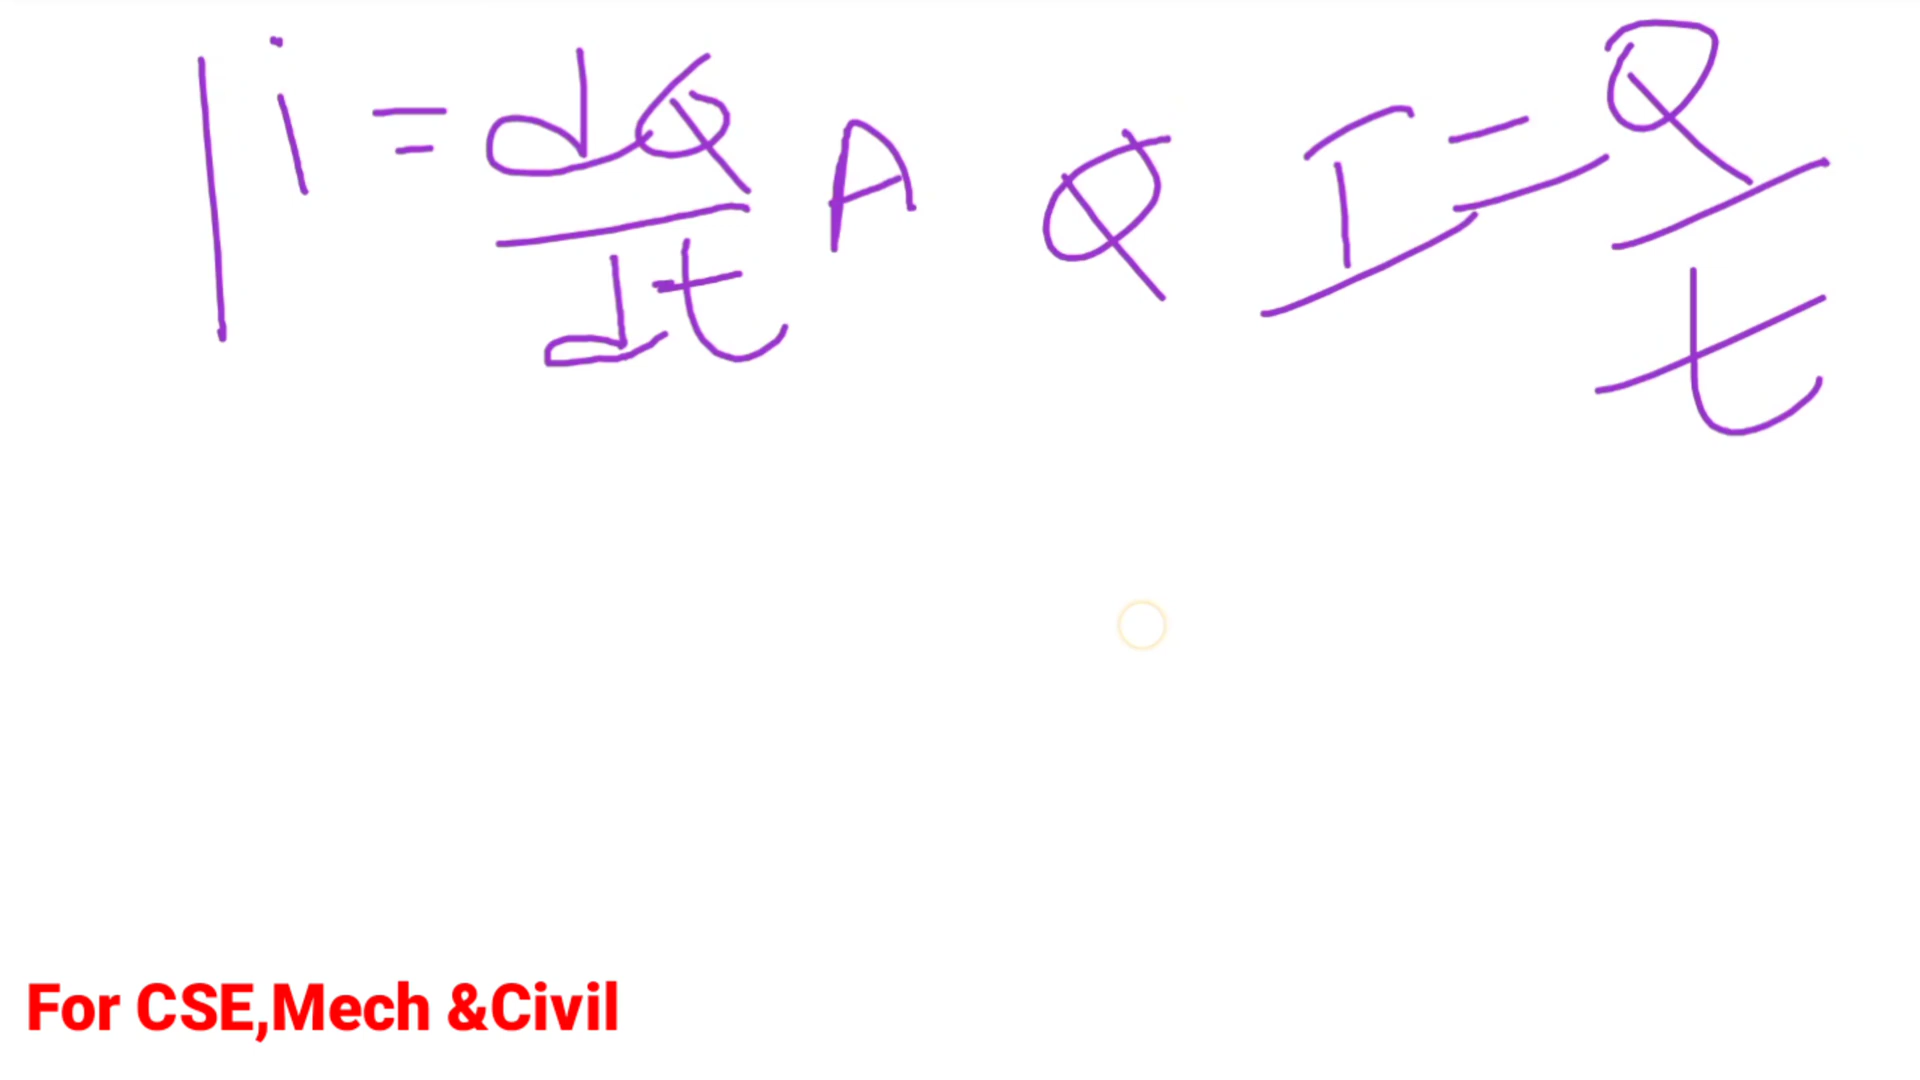 | i = dQ/dt A Q I = Q/t
For CSE,Mech &Civil